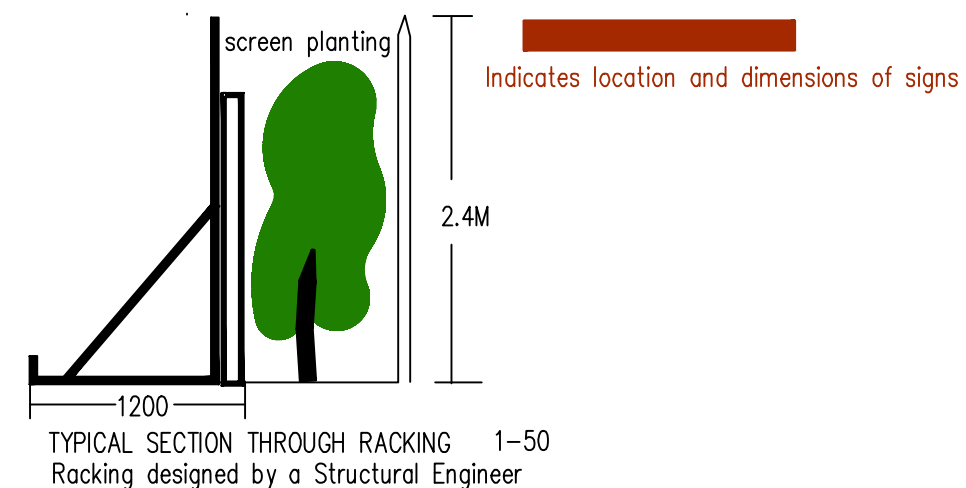 screen planting
Indicates location and dimensions of signs
2.4M
1200
TYPICAL SECTION THROUGH RACKING 1-50
Racking designed by a Structural Engineer